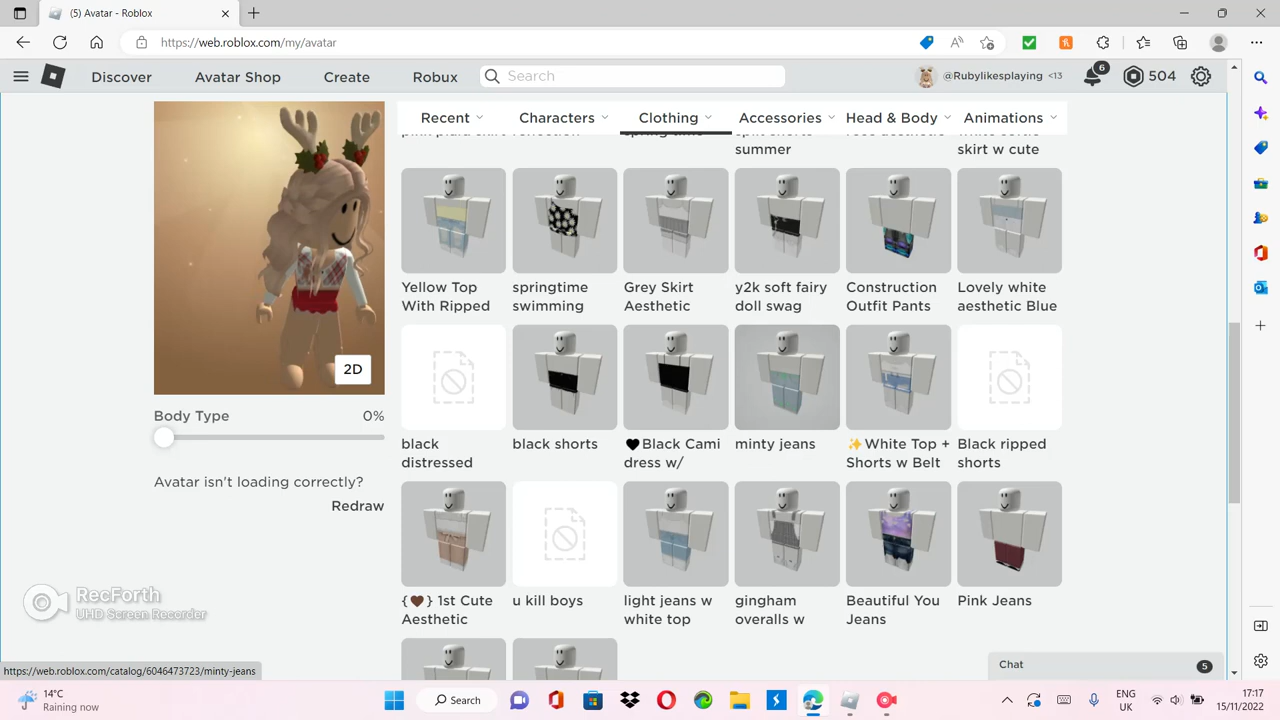 (5) Avatar - Roblox
https://web.roblox.com/my/avatar
Discover Avatar Shop Create Robux Search @Rubylikesplaying <13 6 504
Recent Characters Clothing Accessories Head & Body Animations
summer skirt w cute
2D
Body Type 0%
Avatar isn't loading correctly?
Redraw
Yellow Top With Ripped
springtime swimming
Grey Skirt Aesthetic
y2k soft fairy doll swag
Construction Outfit Pants
Lovely white aesthetic Blue
black distressed
black shorts
🖤Black Cami dress w/
minty jeans
✨White Top + Shorts w Belt
Black ripped shorts
{🤎} 1st Cute Aesthetic
u kill boys
light jeans w white top
gingham overalls w
Beautiful You Jeans
Pink Jeans
RecForth
UHD Screen Recorder
https://web.roblox.com/catalog/6046473723/minty-jeans
Chat 5
14°C
Raining now
Search
ENG
UK
17:17
15/11/2022